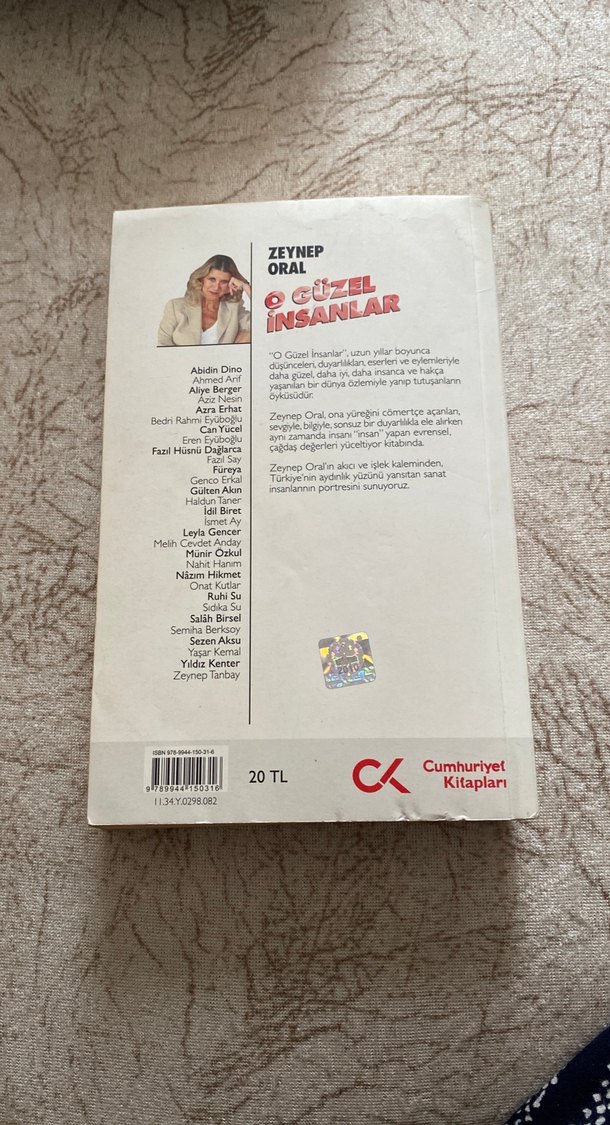 ZEYNEP
ORAL
O GÜZEL
İNSANLAR
Abidin Dino
Ahmed Arif
Aliye Berger
Aziz Nesin
Azra Erhat
Bedri Rahmi Eyüboğlu
Can Yücel
Eren Eyüboğlu
Fazıl Hüsnü Dağlarca
Fazıl Say
Füreya
Genco Erkal
Gülten Akın
Haldun Taner
İdil Biret
İsmet Ay
Leyla Gencer
Melih Cevdet Anday
Münir Özkul
Nahit Hanım
Nâzım Hikmet
Onat Kutlar
Ruhi Su
Sıdıka Su
Salâh Birsel
Semiha Berksoy
Sezen Aksu
Yaşar Kemal
Yıldız Kenter
Zeynep Tanbay
"O Güzel İnsanlar", uzun yıllar boyunca
düşünceleri, duyarlılıkları, eserleri ve eylemleriyle
daha güzel, daha iyi, daha insanca ve hakça
yaşanılan bir dünya özlemiyle yanıp tutuşanların
öyküsüdür.
Zeynep Oral, ona yüreğini cömertçe açanları,
sevgiyle, bilgiyle, sonsuz bir duyarlılıkla ele alırken
aynı zamanda insanı "insan" yapan evrensel,
çağdaş değerleri yüceltiyor kitabında.
Zeynep Oral'ın akıcı ve işlek kaleminden,
Türkiye'nin aydınlık yüzünü yansıtan sanat
insanlarının portresini sunuyoruz.
ISBN 978-9944-150-31-6
9 789944 150316
11.34.Y.0298.082
20 TL
CK
Cumhuriyet
Kitapları